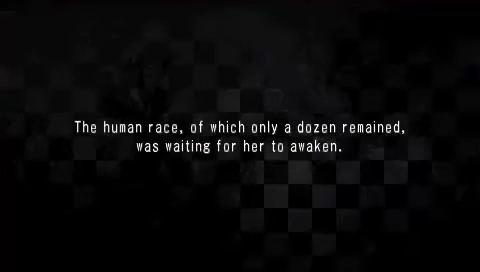 The human race, of which only a dozen remained,
was waiting for her to awaken.